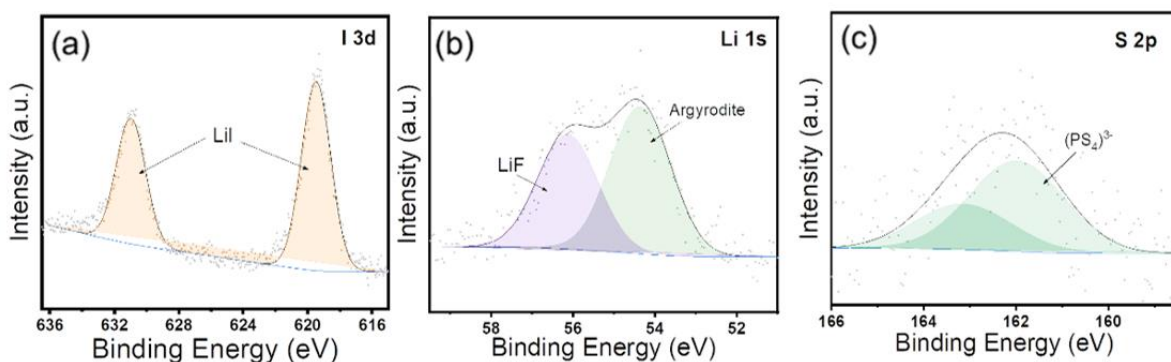 (a)
I 3d
LiI
Intensity (a.u.)
636 632 628 624 620 616
Binding Energy (eV)
(b)
Li 1s
Argyrodite
LiF
Intensity (a.u.)
58 56 54 52
Binding Energy (eV)
(c)
S 2p
(PS₄)³⁻
Intensity (a.u.)
166 164 162 160
Binding Energy (eV)